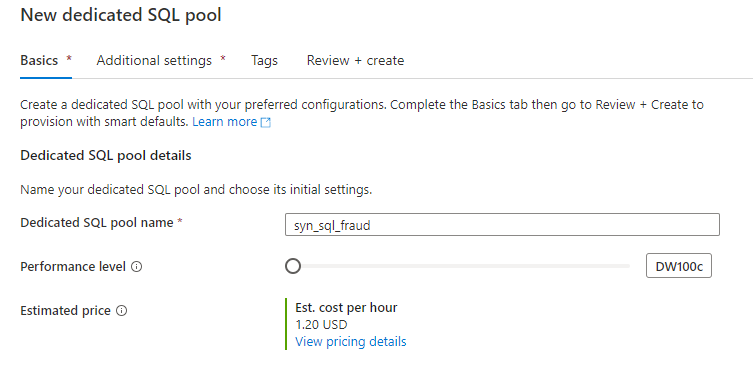 New dedicated SQL pool
Basics * Additional settings * Tags Review + create
Create a dedicated SQL pool with your preferred configurations. Complete the Basics tab then go to Review + Create to
provision with smart defaults. Learn more
Dedicated SQL pool details
Name your dedicated SQL pool and choose its initial settings.
Dedicated SQL pool name * syn_sql_fraud
Performance level DW100c
Estimated price Est. cost per hour
1.20 USD
View pricing details